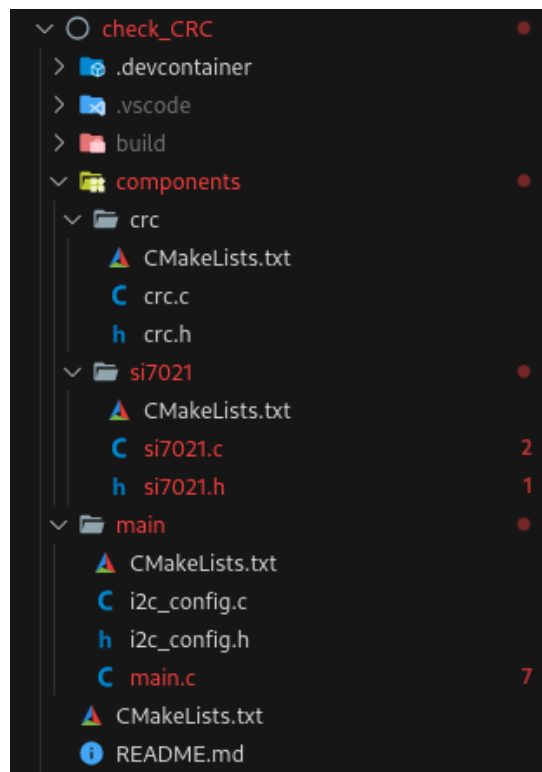 check_CRC
.devcontainer
.vscode
build
components
crc
CMakeLists.txt
C crc.c
h crc.h
si7021
CMakeLists.txt
C si7021.c 2
h si7021.h 1
main
CMakeLists.txt
C i2c_config.c
h i2c_config.h
C main.c 7
CMakeLists.txt
i README.md